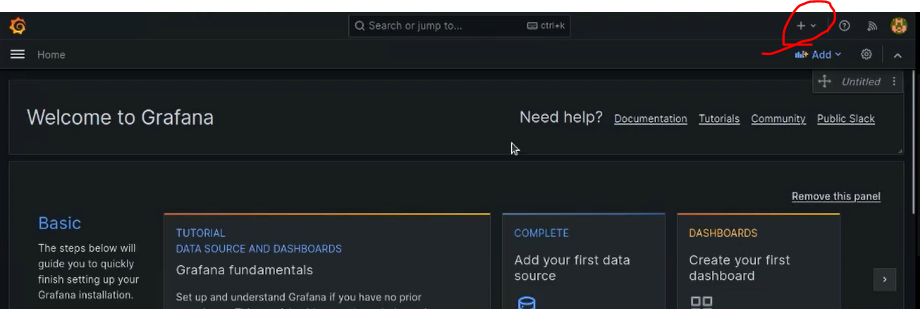 Search or jump to...
ctrl+k
Home
Add
Untitled
Welcome to Grafana
Need help?
Documentation
Tutorials
Community
Public Slack
Remove this panel
Basic
The steps below will
guide you to quickly
finish setting up your
Grafana installation.
TUTORIAL
DATA SOURCE AND DASHBOARDS
Grafana fundamentals
Set up and understand Grafana if you have no prior
COMPLETE
Add your first data
source
DASHBOARDS
Create your first
dashboard